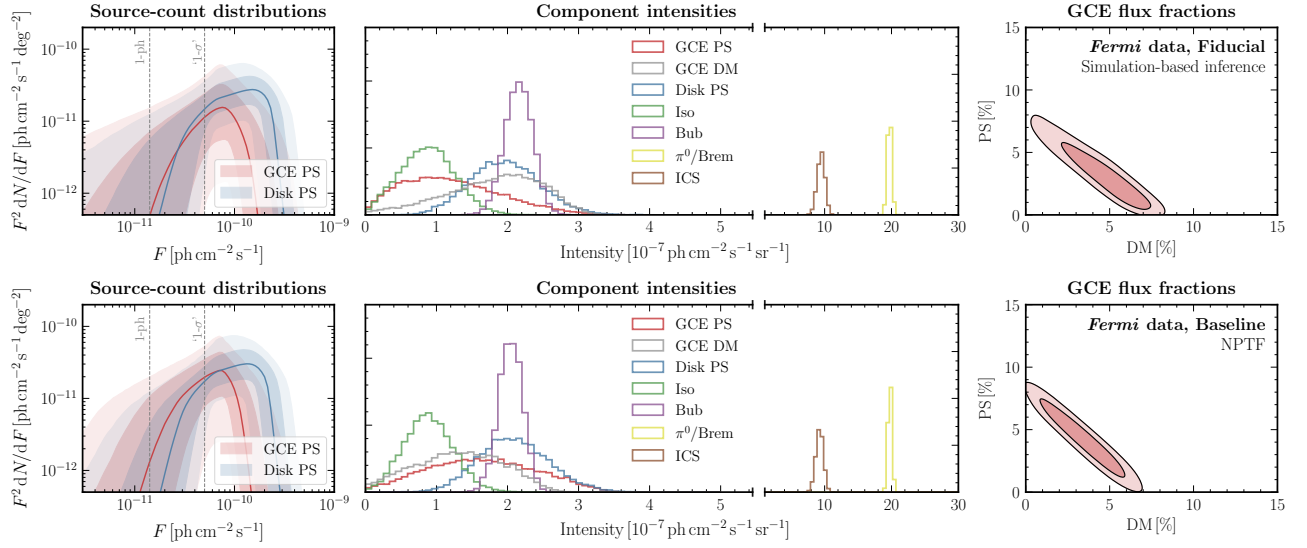 Source-count distributions
Component intensities
GCE flux fractions
10⁻¹⁰
10⁻¹¹
10⁻¹²
F² dN/dF [ph cm⁻² s⁻¹ deg⁻²]
1-ph
‘1-σ’
GCE PS
Disk PS
10⁻¹¹ 10⁻¹⁰ 10⁻⁹
F [ph cm⁻² s⁻¹]
GCE PS
GCE DM
Disk PS
Iso
Bub
π⁰/Brem
ICS
0 1 2 3 4 5 10 20 30
Intensity [10⁻⁷ ph cm⁻² s⁻¹ sr⁻¹]
Fermi data, Fiducial
Simulation-based inference
15
10
5
0
PS [%]
0 5 10 15
DM [%]
Source-count distributions
Component intensities
GCE flux fractions
10⁻¹⁰
10⁻¹¹
10⁻¹²
F² dN/dF [ph cm⁻² s⁻¹ deg⁻²]
1-ph
‘1-σ’
GCE PS
Disk PS
10⁻¹¹ 10⁻¹⁰ 10⁻⁹
F [ph cm⁻² s⁻¹]
GCE PS
GCE DM
Disk PS
Iso
Bub
π⁰/Brem
ICS
0 1 2 3 4 5 10 20 30
Intensity [10⁻⁷ ph cm⁻² s⁻¹ sr⁻¹]
Fermi data, Baseline
NPTF
15
10
5
0
PS [%]
0 5 10 15
DM [%]